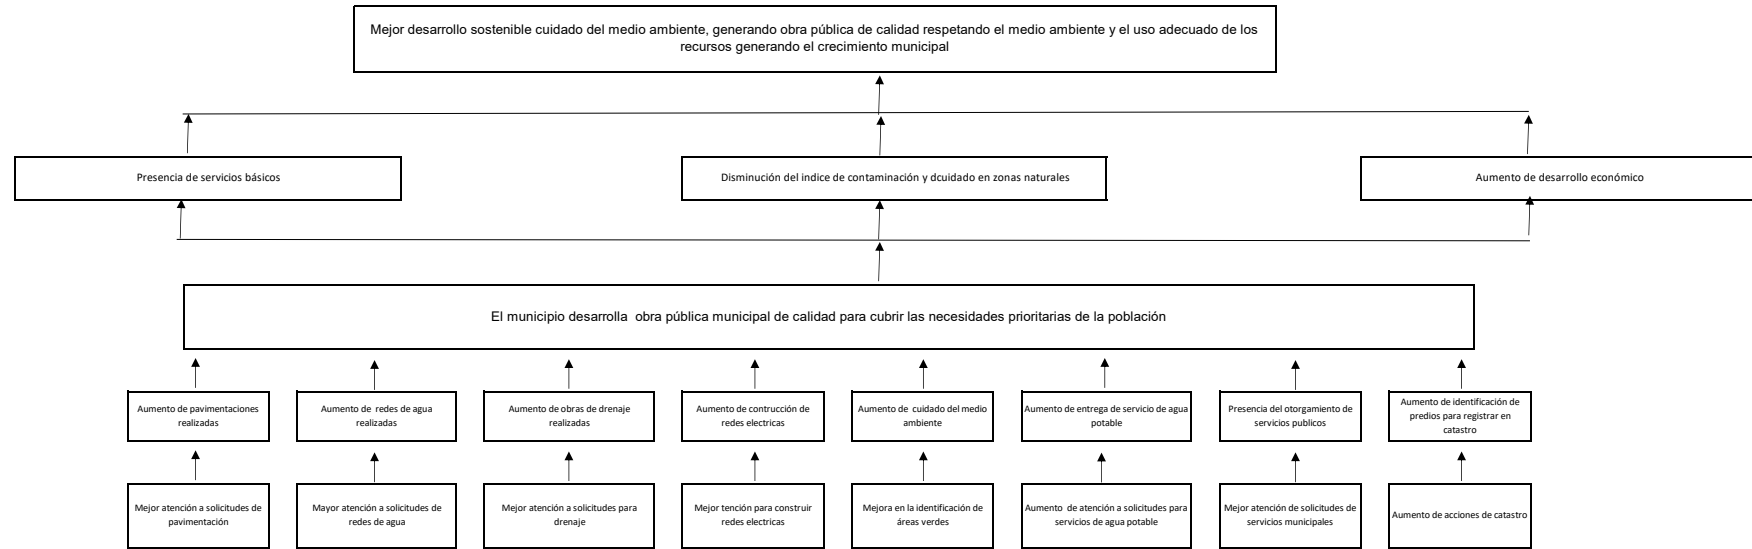 Mejor desarrollo sostenible cuidado del medio ambiente, generando obra pública de calidad respetando el medio ambiente y el uso adecuado de los
recursos generando el crecimiento municipal
Presencia de servicios básicos
Disminución del indice de contaminación y dcuidado en zonas naturales
Aumento de desarrollo económico
El municipio desarrolla obra pública municipal de calidad para cubrir las necesidades prioritarias de la población
Aumento de pavimentaciones
realizadas
Aumento de redes de agua
realizadas
Aumento de obras de drenaje
realizadas
Aumento de contrucción de
redes electricas
Aumento de cuidado del medio
ambiente
Aumento de entrega de servicio de agua
potable
Presencia del otorgamiento de
servicios publicos
Aumento de identificación de
predios para registrar en
catastro
Mejor atención a solicitudes de
pavimentación
Mayor atención a solicitudes de
redes de agua
Mejor atención a solicitudes para
drenaje
Mejor tención para construir
redes electricas
Mejora en la identificación de
áreas verdes
Aumento de atención a solicitudes para
servicios de agua potable
Mejor atención de solicitudes de
servicios municipales
Aumento de acciones de catastro